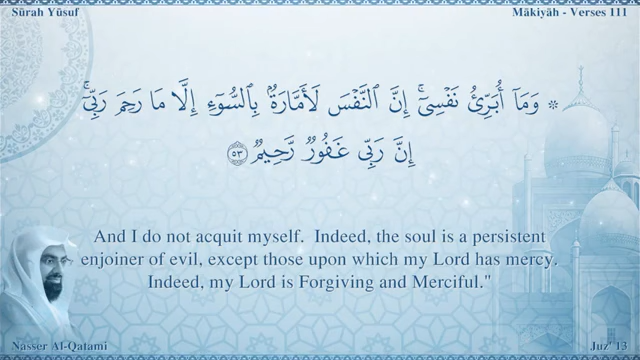 Sūrah Yūsuf
Mākiyāh - Verses 111
۞ وَمَآ أُبَرِّئُ نَفْسِىٓ ۚ إِنَّ ٱلنَّفْسَ لَأَمَّارَةٌۢ بِٱلسُّوٓءِ إِلَّا مَا رَحِمَ رَبِّىٓ ۚ
إِنَّ رَبِّى غَفُورٌ رَّحِيمٌ ٥٣
And I do not acquit myself. Indeed, the soul is a persistent
enjoiner of evil, except those upon which my Lord has mercy.
Indeed, my Lord is Forgiving and Merciful."
Nasser Al-Qatami
Juz' 13